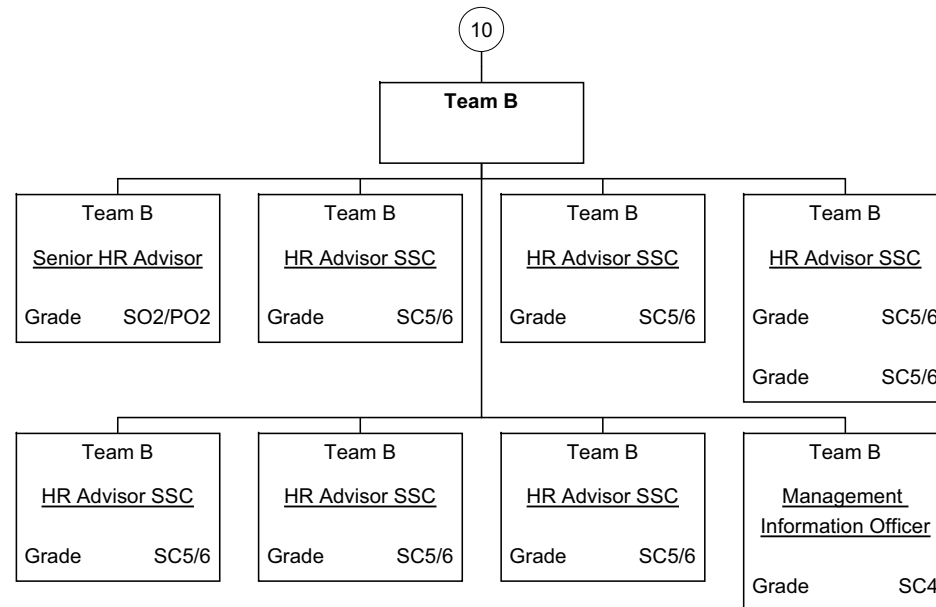 10
Team B
Team B
Senior HR Advisor
Grade SO2/PO2
Team B
HR Advisor SSC
Grade SC5/6
Team B
HR Advisor SSC
Grade SC5/6
Team B
HR Advisor SSC
Grade SC5/6
Grade SC5/6
Team B
HR Advisor SSC
Grade SC5/6
Team B
HR Advisor SSC
Grade SC5/6
Team B
HR Advisor SSC
Grade SC5/6
Team B
Management
Information Officer
Grade SC4